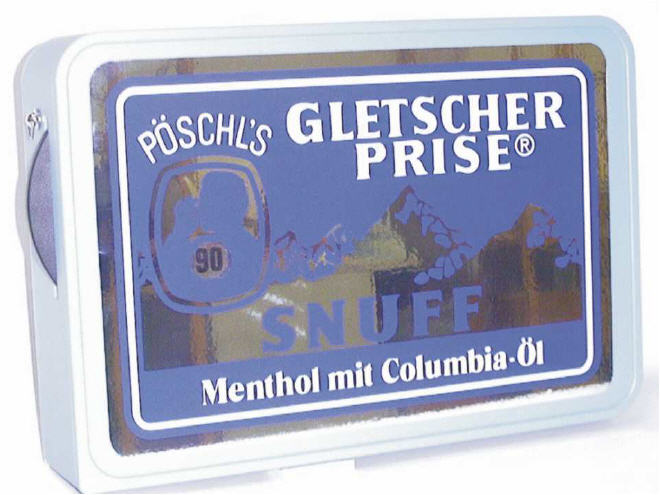 PÖSCHL'S
GLETSCHER
PRISE®
90
SNUFF
Menthol mit Columbia-Öl